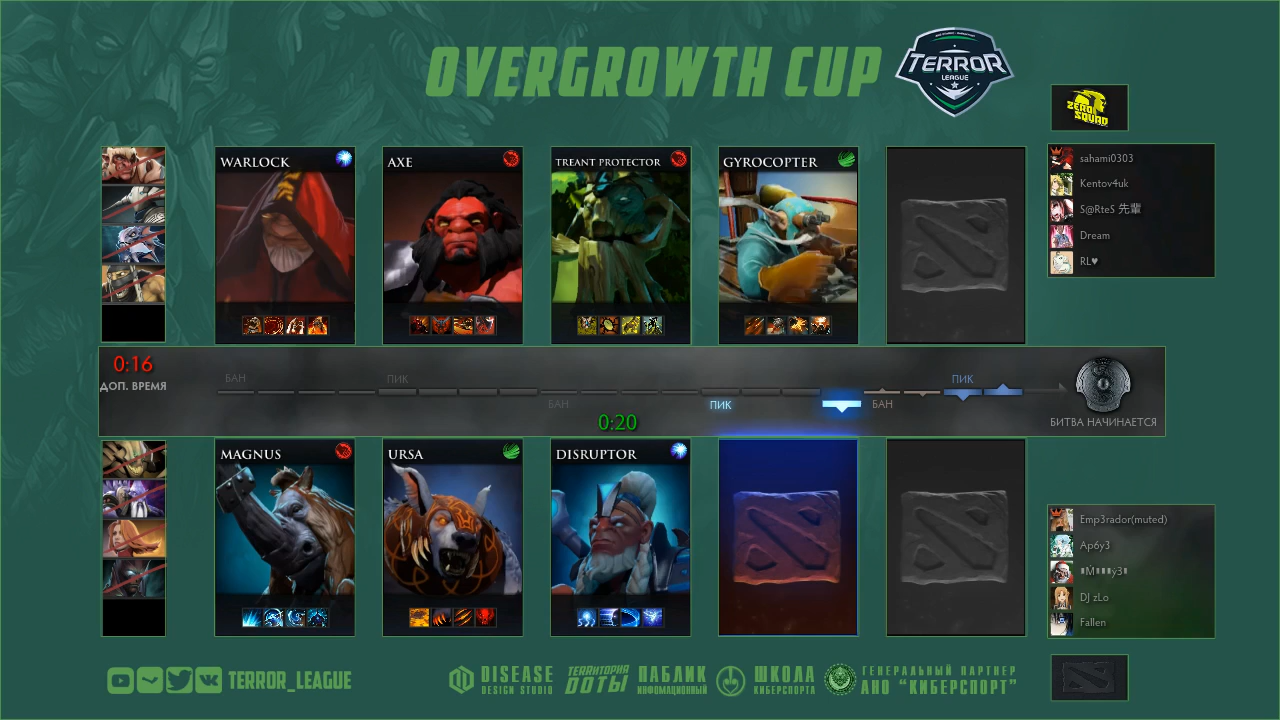 OVERGROWTH CUP
TERROR
LEAGUE
ZERO
SQUAD
WARLOCK
AXE
TREANT PROTECTOR
GYROCOPTER
sahami0303
Kentov4uk
S@RteS 先輩
Dream
RL♥
0:16
ДОП. ВРЕМЯ
БАН
ПИК
БАН
ПИК
БАН
ПИК
0:20
БИТВА НАЧИНАЕТСЯ
MAGNUS
URSA
DISRUPTOR
Emp3rador(muted)
Ap6y3
DJ zLo
Fallen
TERROR_LEAGUE
DISEASE
DESIGN STUDIO
ТЕРРИТОРИЯ
ДОТЫ
ПАБЛИК
ИНФОМАЦИОННЫЙ
ШКОЛА
КИБЕРСПОРТА
ГЕНЕРАЛЬНЫЙ ПАРТНЕР
АНО “КИБЕРСПОРТ”